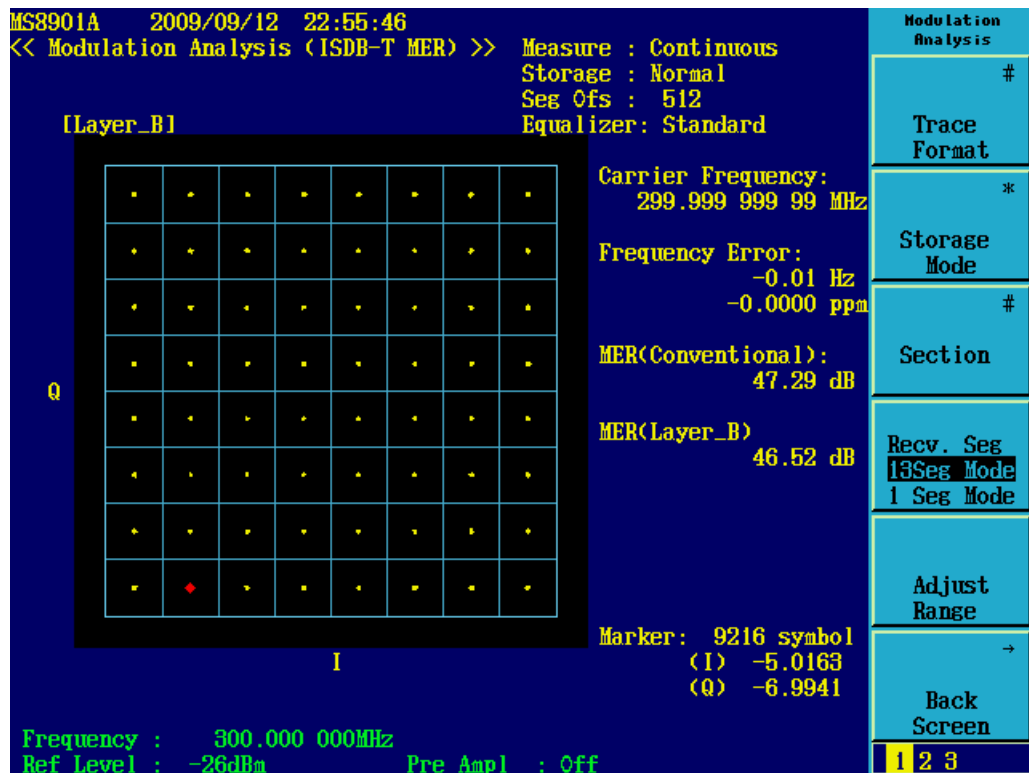 MS8901A 2009/09/12 22:55:46
<< Modulation Analysis (ISDB-T MER) >>
Measure : Continuous
Storage : Normal
Seg Ofs : 512
Equalizer: Standard
[Layer_B]
Q
I
Carrier Frequency:
299.999 999 99 MHz
Frequency Error:
-0.01 Hz
-0.0000 ppm
MER(Conventional):
47.29 dB
MER(Layer_B)
46.52 dB
Marker: 9216 symbol
(I) -5.0163
(Q) -6.9941
Frequency : 300.000 000MHz
Ref Level : -26dBm Pre Ampl : Off
Modulation
Analysis
#
Trace
Format
*
Storage
Mode
#
Section
Recv. Seg
13Seg Mode
1 Seg Mode
Adjust
Range
→
Back
Screen
1 2 3